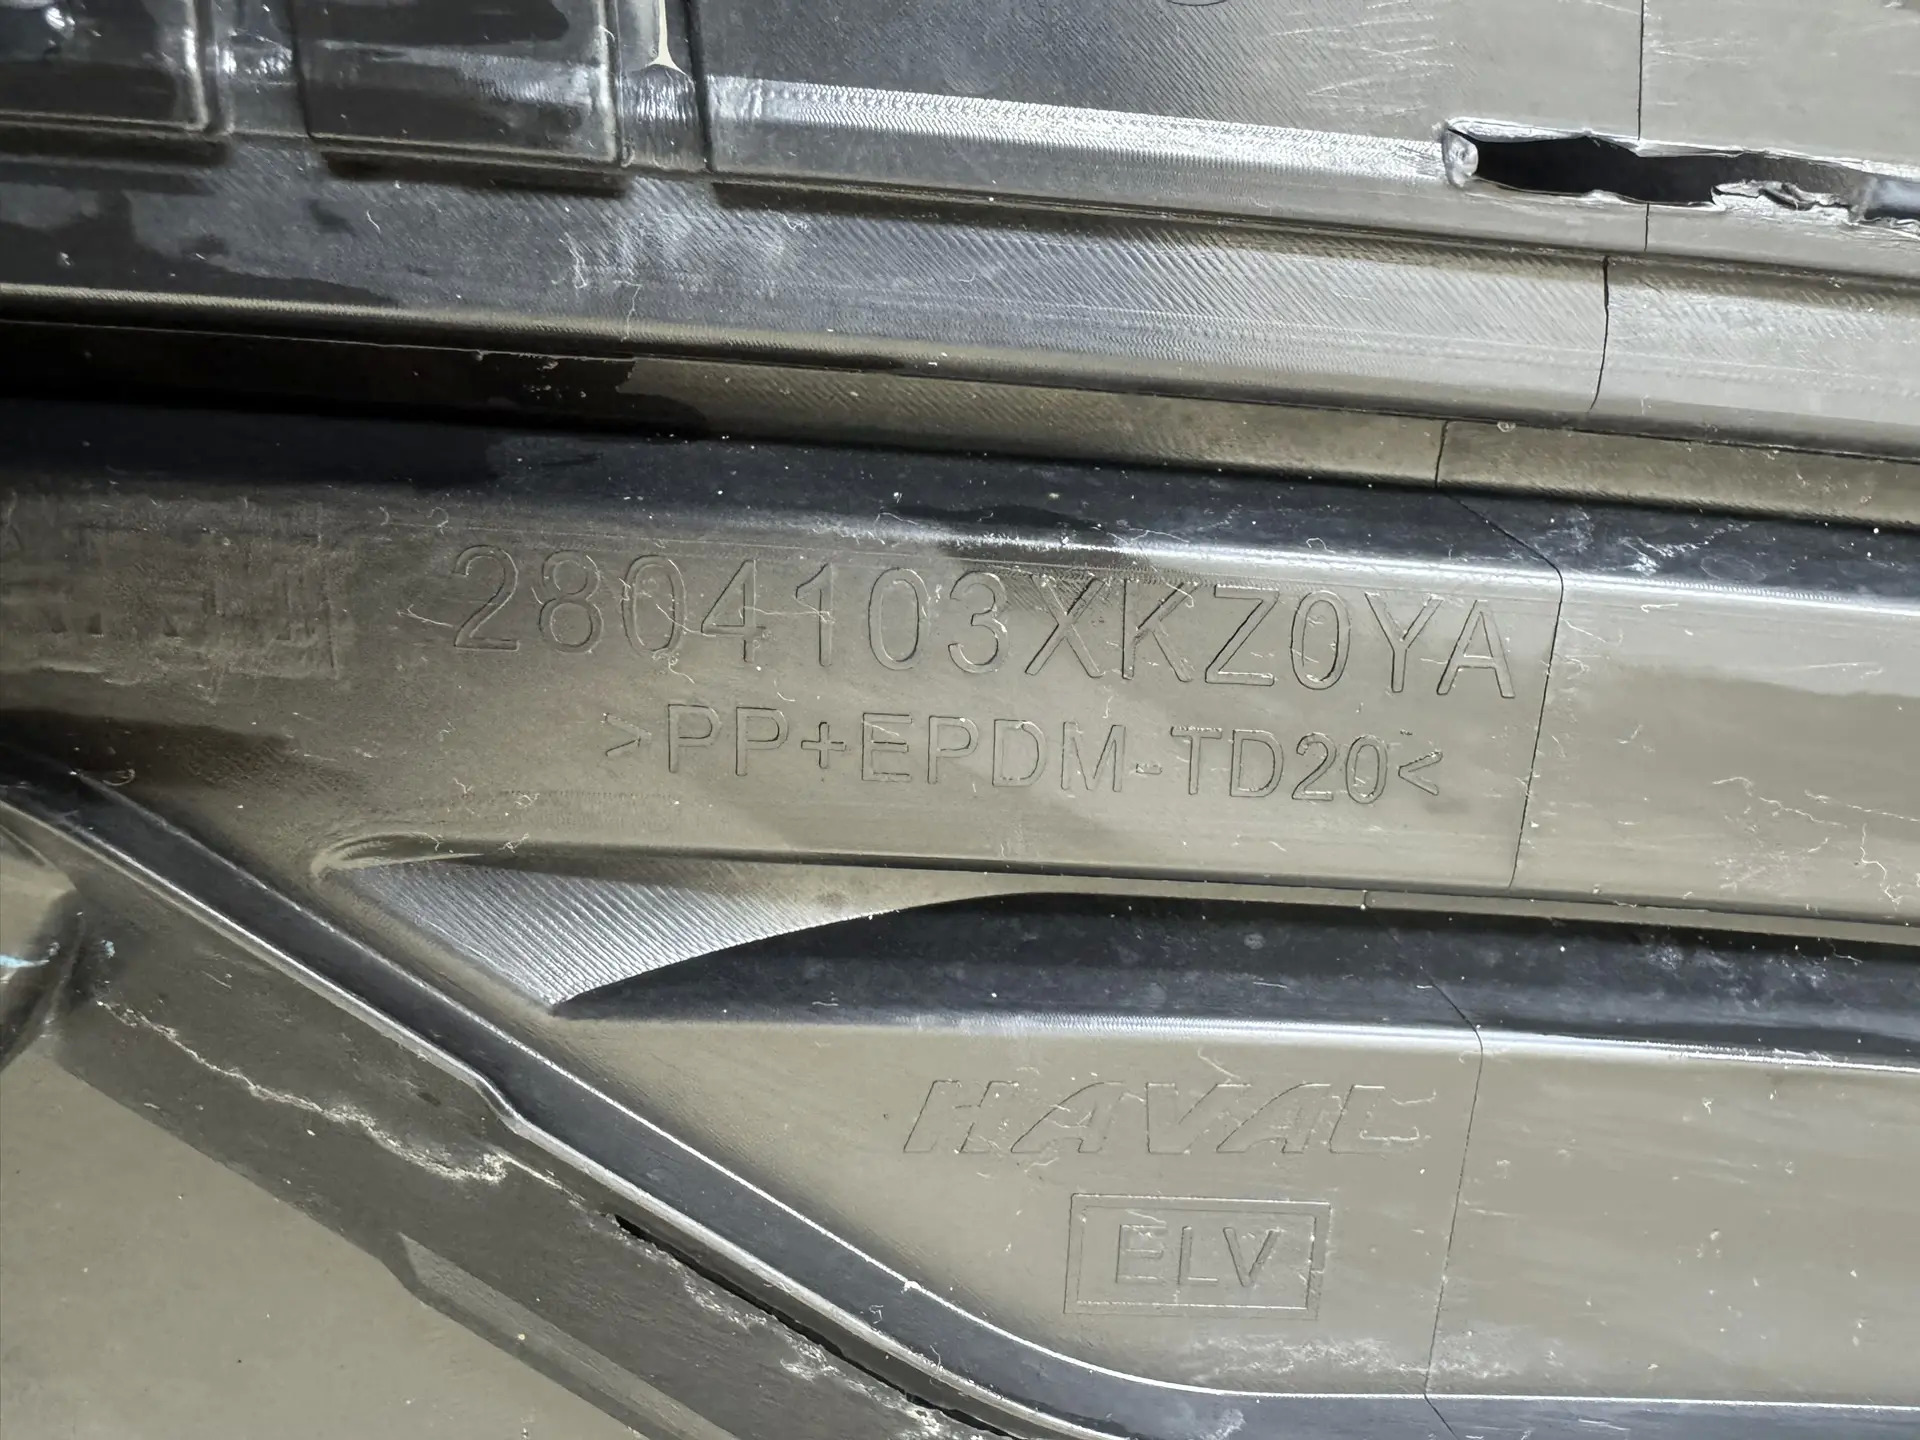 2804103XKZ0YA
>PP+EPDM-TD20<
HAVAL
ELV